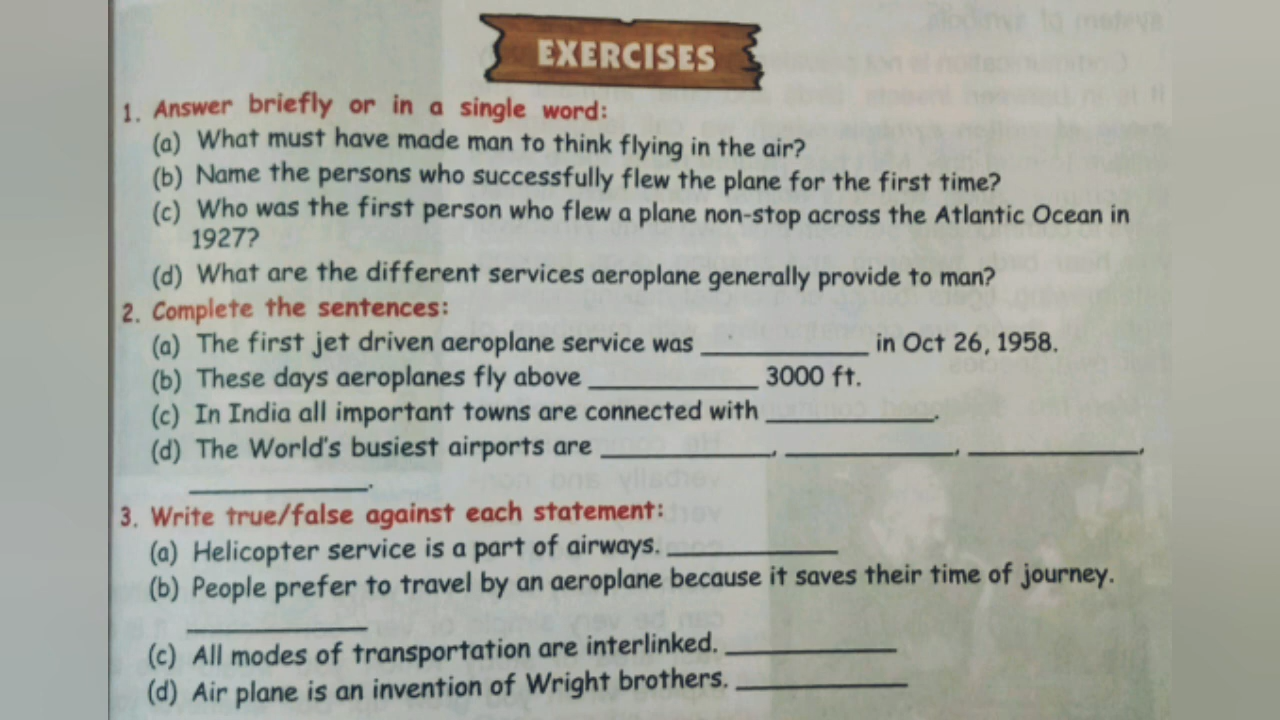 EXERCISES
1. Answer briefly or in a single word:
(a) What must have made man to think flying in the air?
(b) Name the persons who successfully flew the plane for the first time?
(c) Who was the first person who flew a plane non-stop across the Atlantic Ocean in
1927?
(d) What are the different services aeroplane generally provide to man?
2. Complete the sentences:
(a) The first jet driven aeroplane service was ____________ in Oct 26, 1958.
(b) These days aeroplanes fly above ____________ 3000 ft.
(c) In India all important towns are connected with ____________.
(d) The World's busiest airports are ____________, ____________, ____________,
____________.
3. Write true/false against each statement:
(a) Helicopter service is a part of airways. ____________
(b) People prefer to travel by an aeroplane because it saves their time of journey.
____________
(c) All modes of transportation are interlinked. ____________
(d) Air plane is an invention of Wright brothers. ____________